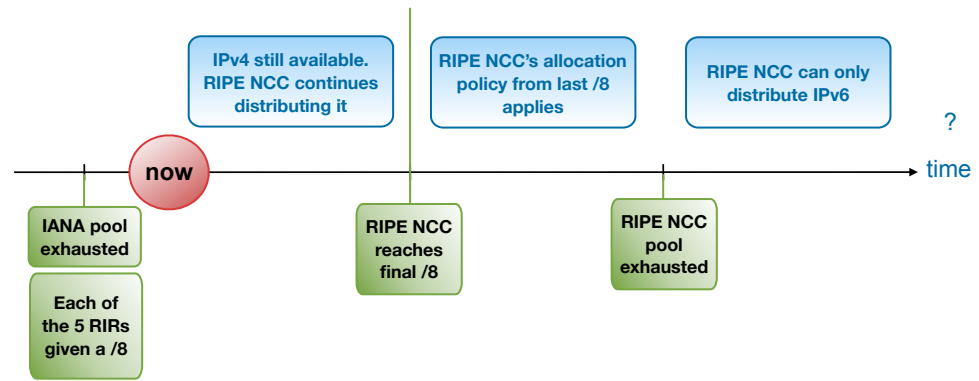 IPv4 still available.
RIPE NCC continues
distributing it
RIPE NCC's allocation
policy from last /8
applies
RIPE NCC can only
distribute IPv6
?
now
time
IANA pool
exhausted
Each of
the 5 RIRs
given a /8
RIPE NCC
reaches
final /8
RIPE NCC
pool
exhausted